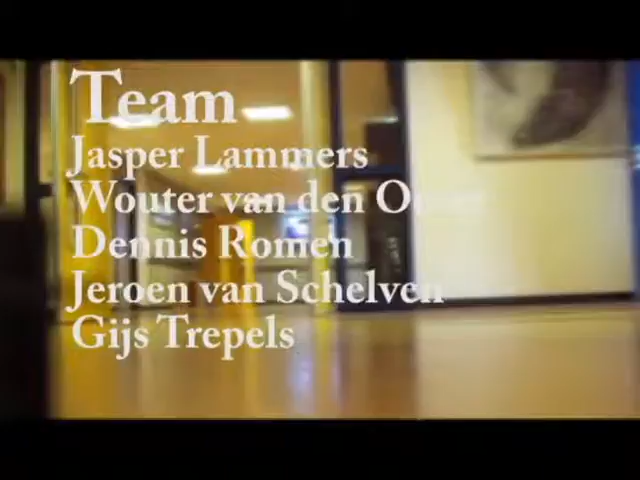 Team
Jasper Lammers
Wouter van den
Dennis Romen
Jeroen van Schelven
Gijs Trepels